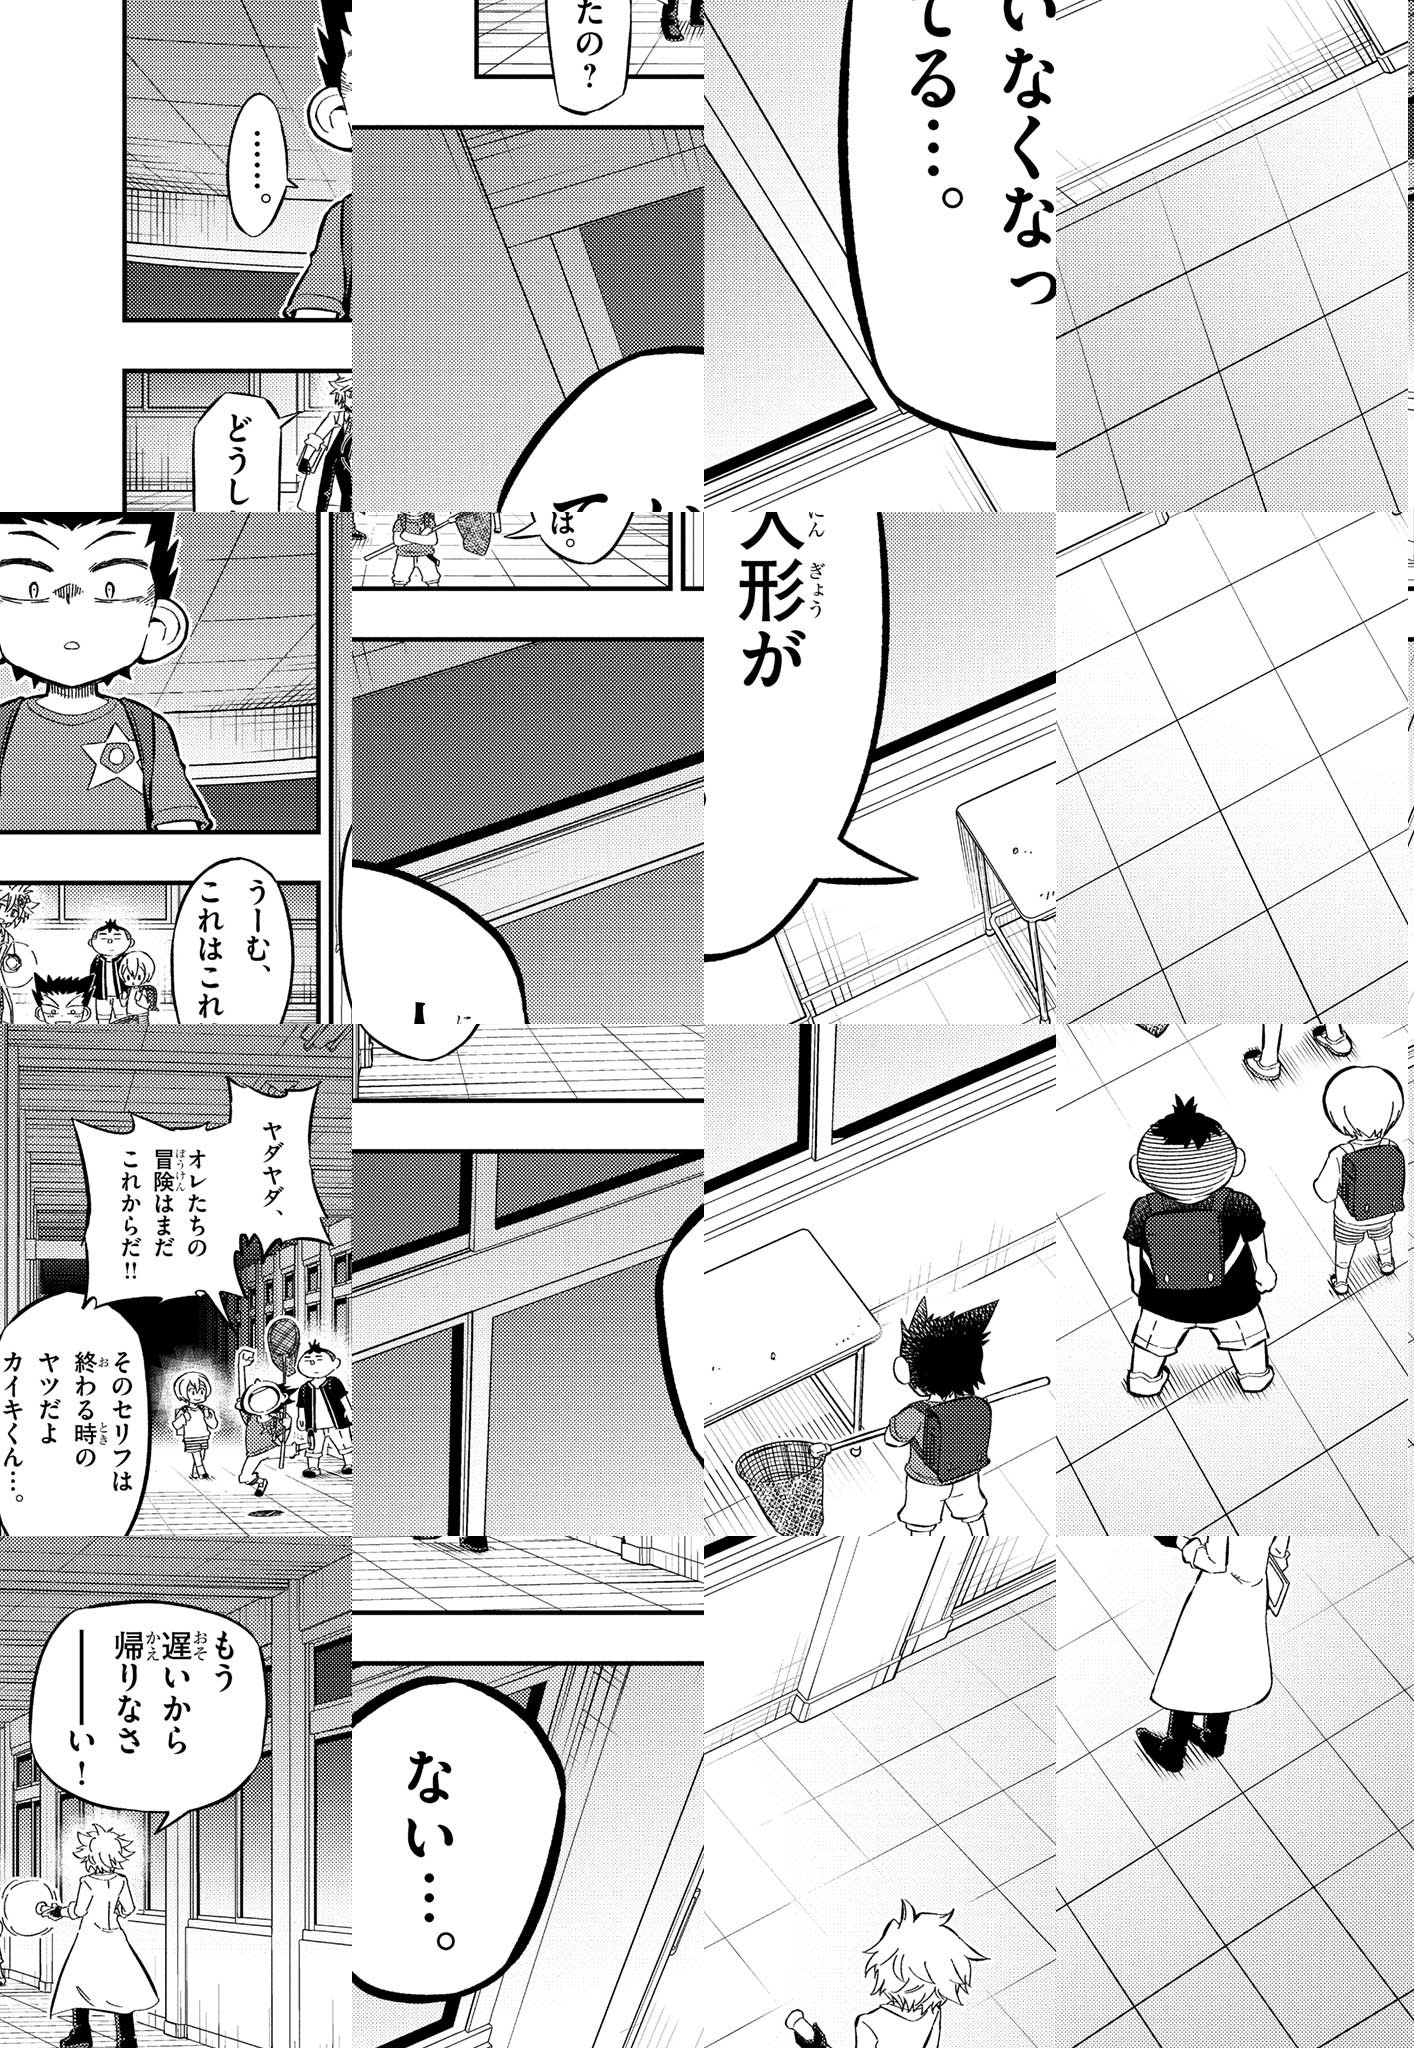 ……。
どうし
たの？
いなくなっ
てる…。
うーむ、
これはこれ
は。
人形が
ヤダヤダ、
オレたちの
冒険はまだ
これからだ!!
そのセリフは
終わる時の
ヤツだよ
カイキくん…。
もう
遅いから
帰りなさ
――い！
ない…。